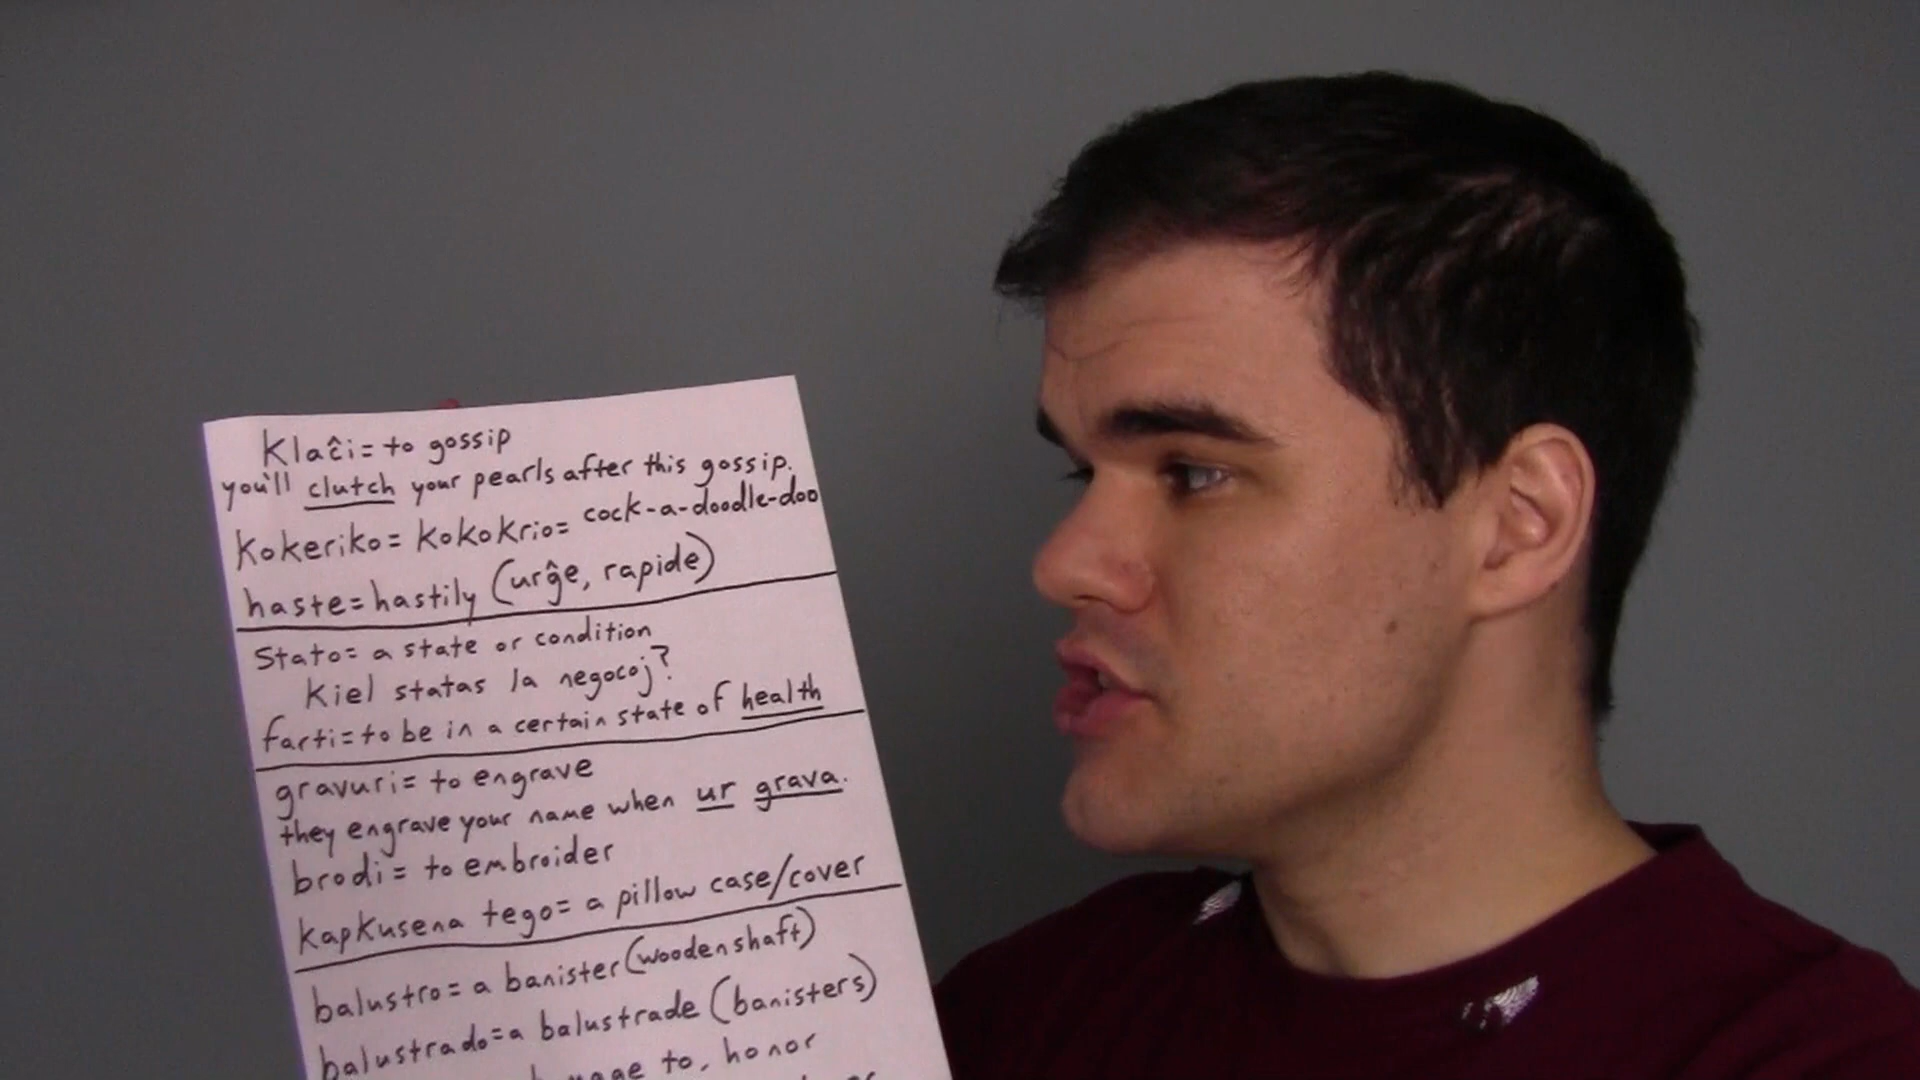 Klaĉi= to gossip
you'll clutch your pearls after this gossip.
Kokeriko= kokokrio= cock-a-doodle-doo
haste=hastily (urĝe, rapide)
Stato= a state or condition
Kiel statas la negocoj?
farti=to be in a certain state of health
gravuri= to engrave
they engrave your name when ur grava.
brodi= to embroider
kapkusena tego= a pillow case/cover
balustro= a banister (wooden shaft)
balustrado=a balustrade (banisters)
to, honor